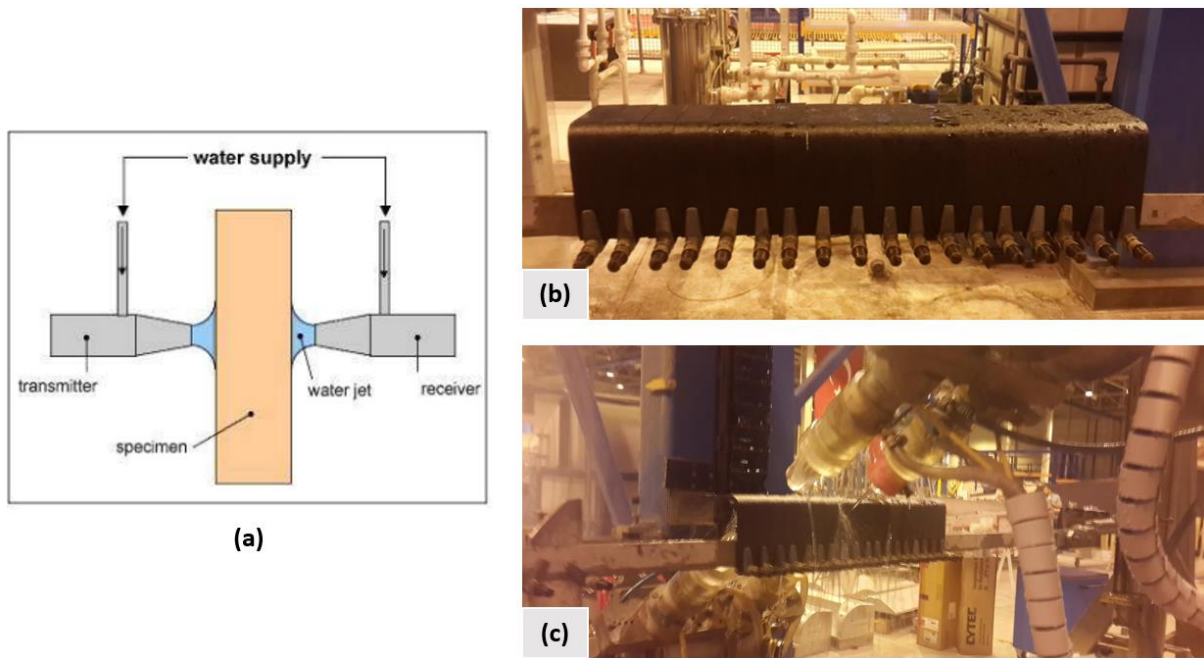 water supply
transmitter
water jet
receiver
specimen
(a)
(b)
(c)
CYTEC